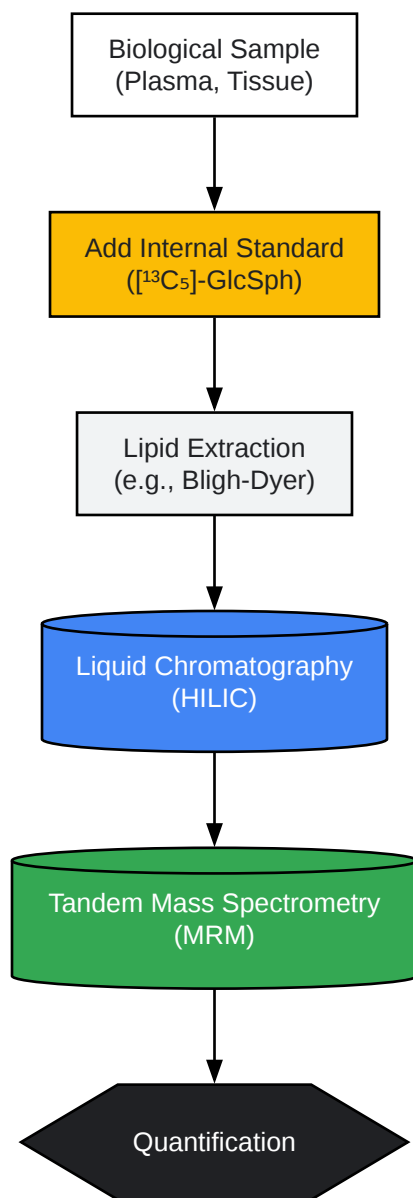 Biological Sample
(Plasma, Tissue)
Add Internal Standard
([¹³C₅]-GlcSph)
Lipid Extraction
(e.g., Bligh-Dyer)
Liquid Chromatography
(HILIC)
Tandem Mass Spectrometry
(MRM)
Quantification